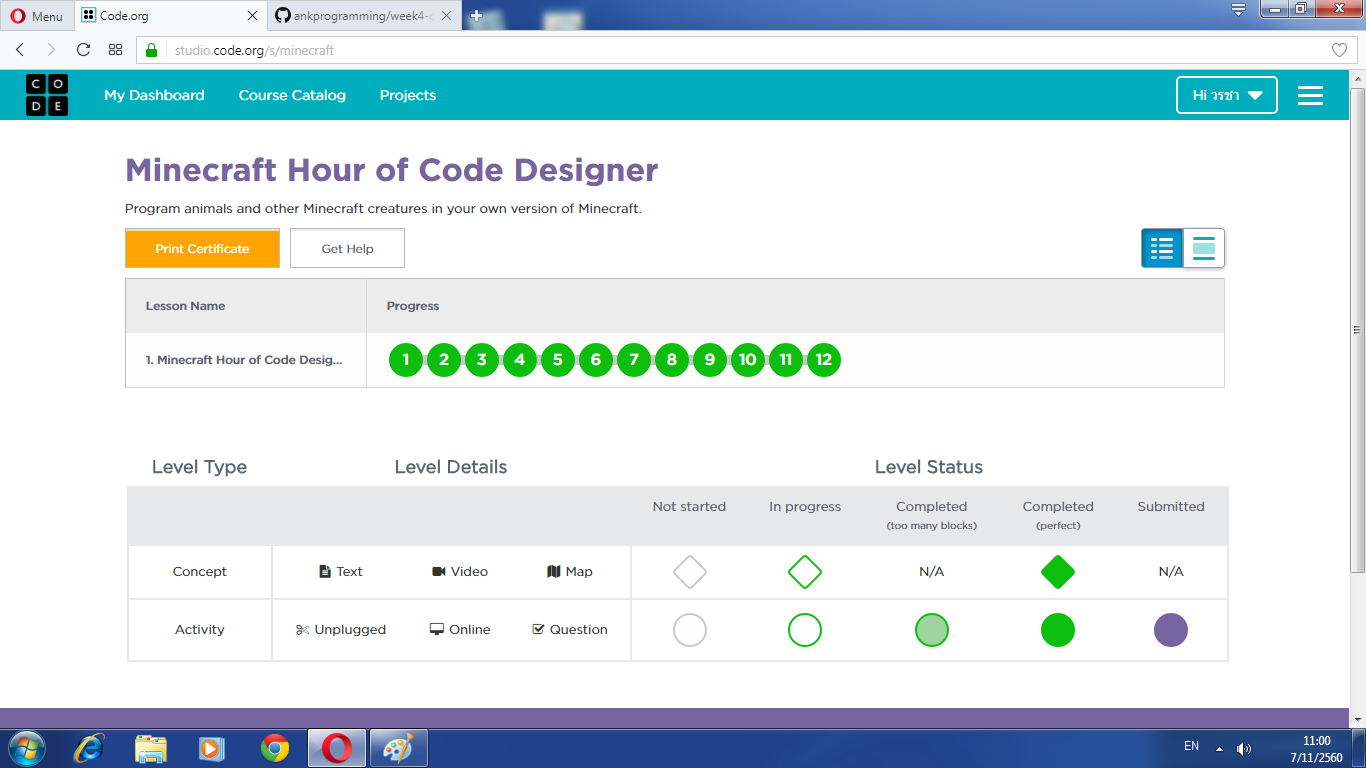 Menu
Code.org
ankprogramming/week4-
studio.code.org/s/minecraft
C O
D E
My Dashboard
Course Catalog
Projects
Hi วรชา
Minecraft Hour of Code Designer
Program animals and other Minecraft creatures in your own version of Minecraft.
Print Certificate
Get Help
Lesson Name
Progress
1. Minecraft Hour of Code Desig...
1 2 3 4 5 6 7 8 9 10 11 12
Level Type
Level Details
Level Status
Not started
In progress
Completed
(too many blocks)
Completed
(perfect)
Submitted
Concept
Text
Video
Map
N/A
N/A
Activity
Unplugged
Online
Question
EN
11:00
7/11/2560